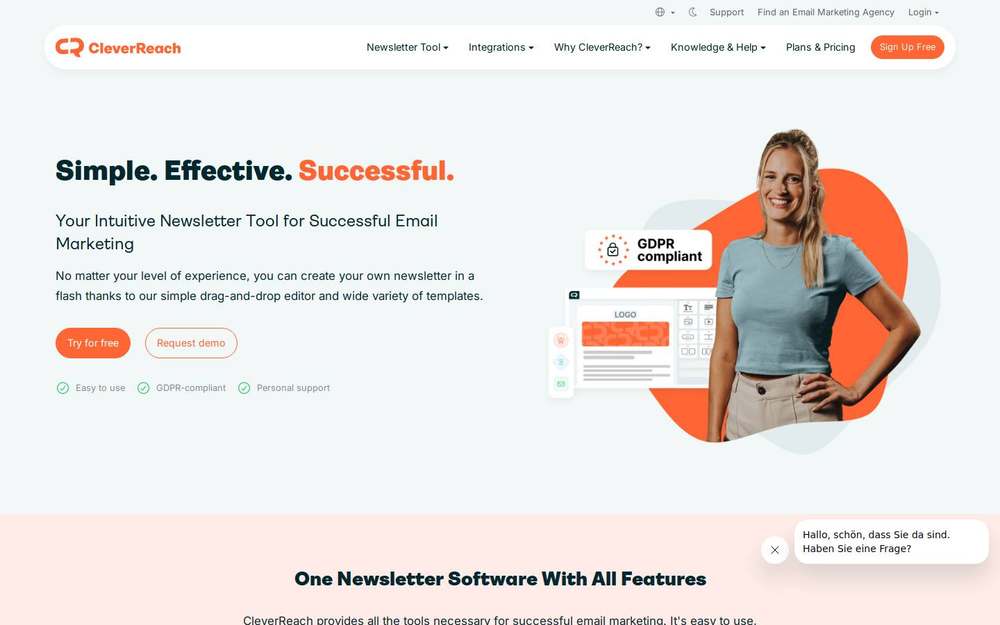 Support
Find an Email Marketing Agency
Login
CleverReach
Newsletter Tool
Integrations
Why CleverReach?
Knowledge & Help
Plans & Pricing
Sign Up Free
Simple. Effective. Successful.
Your Intuitive Newsletter Tool for Successful Email
Marketing
No matter your level of experience, you can create your own newsletter in a
flash thanks to our simple drag-and-drop editor and wide variety of templates.
Try for free
Request demo
Easy to use
GDPR-compliant
Personal support
GDPR
compliant
LOGO
Hallo, schön, dass Sie da sind.
Haben Sie eine Frage?
One Newsletter Software With All Features
CleverReach provides all the tools necessary for successful email marketing. It's easy to use,